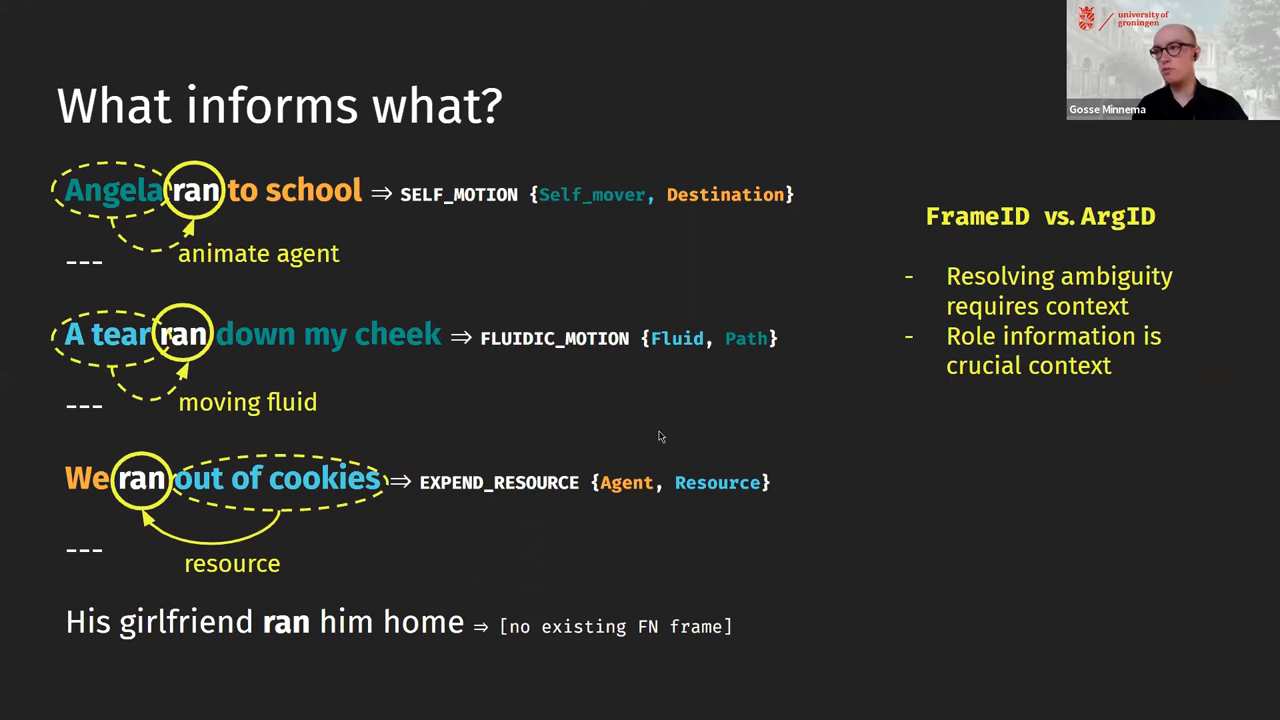 university of
groningen
Gosse Minnema
What informs what?
Angela ran to school ⇒ SELF_MOTION {Self_mover, Destination}
animate agent
---
A tear ran down my cheek ⇒ FLUIDIC_MOTION {Fluid, Path}
moving fluid
---
We ran out of cookies ⇒ EXPEND_RESOURCE {Agent, Resource}
resource
---
His girlfriend ran him home ⇒ [no existing FN frame]
FrameID vs. ArgID
- Resolving ambiguity
requires context
- Role information is
crucial context